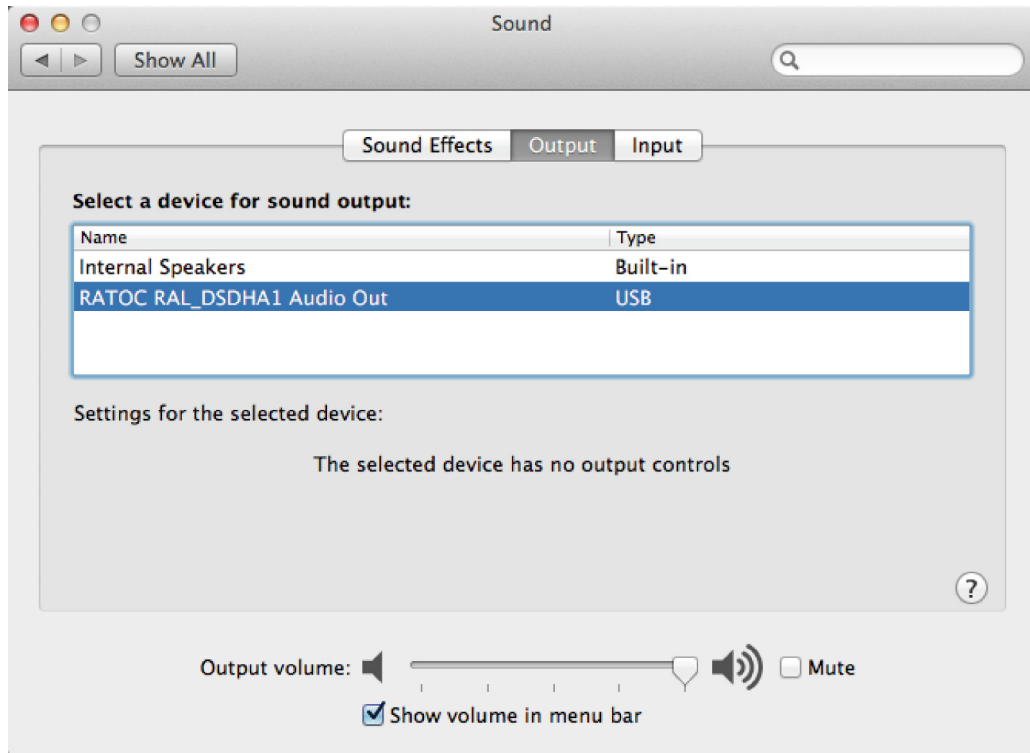 Sound
Show All
Sound Effects Output Input
Select a device for sound output:
Name Type
Internal Speakers Built-in
RATOC RAL_DSDHA1 Audio Out USB
Settings for the selected device:
The selected device has no output controls
?
Output volume: Mute
Show volume in menu bar